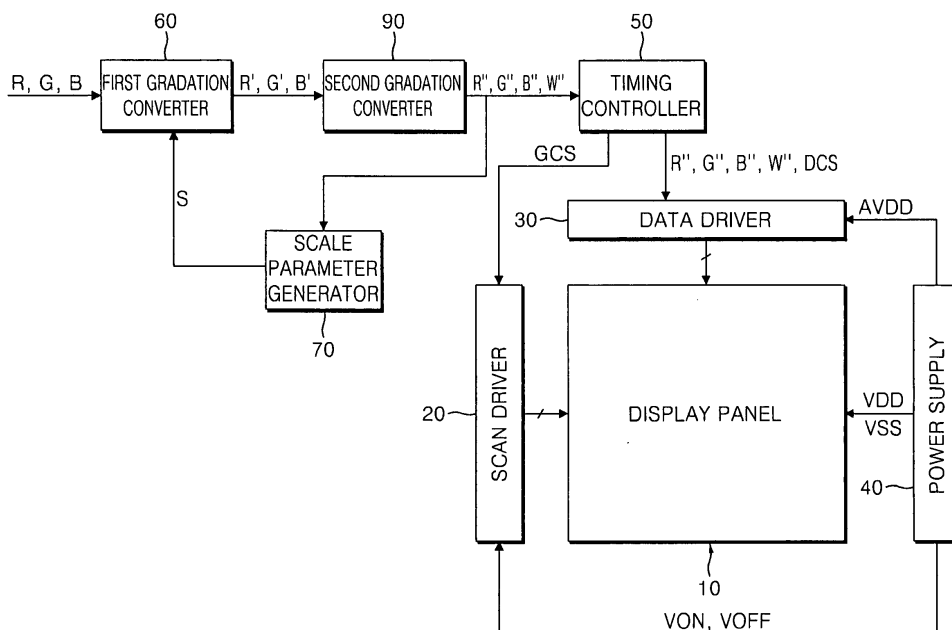 60
90
50
R, G, B
FIRST GRADATION
CONVERTER
R', G', B'
SECOND GRADATION
CONVERTER
R'', G'', B'', W''
TIMING
CONTROLLER
GCS
R'', G'', B'', W'', DCS
S
30
DATA DRIVER
AVDD
SCALE
PARAMETER
GENERATOR
70
20
SCAN DRIVER
DISPLAY PANEL
VDD
VSS
40
POWER SUPPLY
10
VON, VOFF